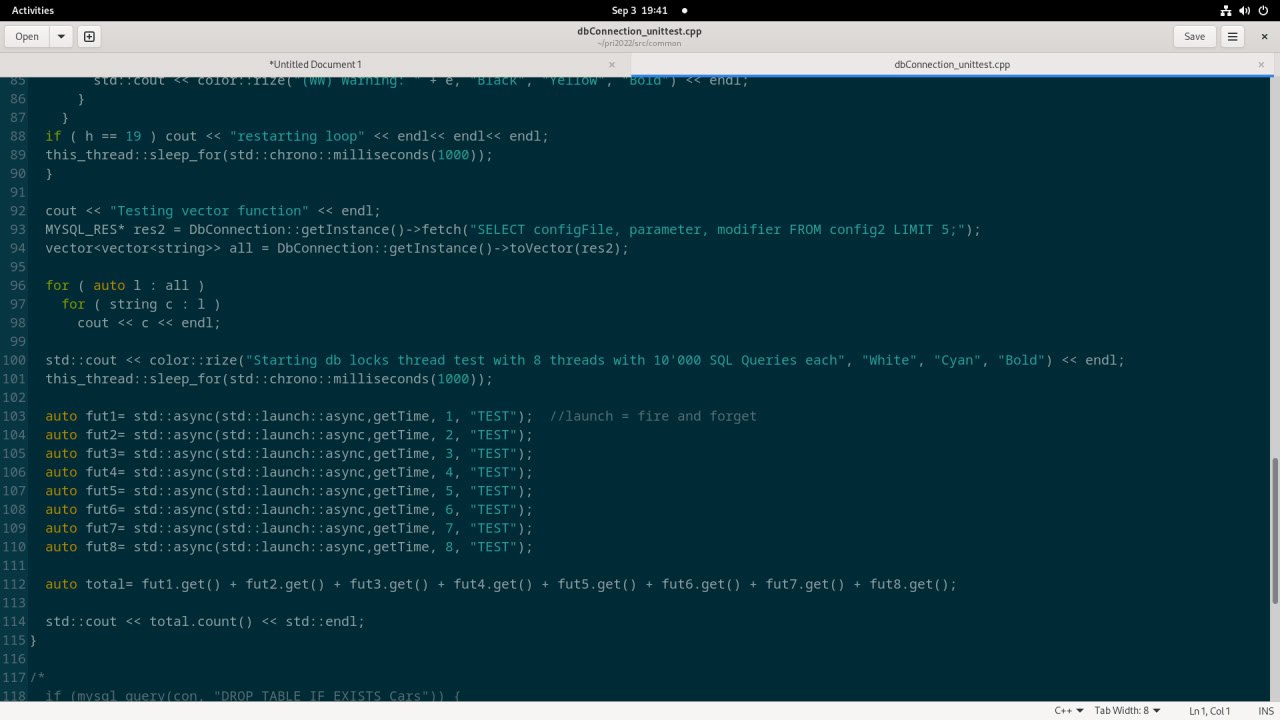 Activities
Sep 3 19:41
Open
dbConnection_unittest.cpp
~/pri2022/src/common
Save
*Untitled Document 1
dbConnection_unittest.cpp
85         std::cout << color::rize( "(WW) Warning: " + e, "Black", "Yellow", "Bold") << endl;
86       }
87     }
88   if ( h == 19 ) cout << "restarting loop" << endl<< endl<< endl;
89   this_thread::sleep_for(std::chrono::milliseconds(1000));
90   }
91
92   cout << "Testing vector function" << endl;
93   MYSQL_RES* res2 = DbConnection::getInstance()->fetch("SELECT configFile, parameter, modifier FROM config2 LIMIT 5;");
94   vector<vector<string>> all = DbConnection::getInstance()->toVector(res2);
95
96   for ( auto l : all )
97     for ( string c : l )
98       cout << c << endl;
99
100   std::cout << color::rize("Starting db locks thread test with 8 threads with 10'000 SQL Queries each", "White", "Cyan", "Bold") << endl;
101   this_thread::sleep_for(std::chrono::milliseconds(1000));
102
103   auto fut1= std::async(std::launch::async,getTime, 1, "TEST");  //launch = fire and forget
104   auto fut2= std::async(std::launch::async,getTime, 2, "TEST");
105   auto fut3= std::async(std::launch::async,getTime, 3, "TEST");
106   auto fut4= std::async(std::launch::async,getTime, 4, "TEST");
107   auto fut5= std::async(std::launch::async,getTime, 5, "TEST");
108   auto fut6= std::async(std::launch::async,getTime, 6, "TEST");
109   auto fut7= std::async(std::launch::async,getTime, 7, "TEST");
110   auto fut8= std::async(std::launch::async,getTime, 8, "TEST");
111
112   auto total= fut1.get() + fut2.get() + fut3.get() + fut4.get() + fut5.get() + fut6.get() + fut7.get() + fut8.get();
113
114   std::cout << total.count() << std::endl;
115 }
116
117 /*
118   if (mysql_query(con, "DROP TABLE IF EXISTS Cars")) {
C++
Tab Width: 8
Ln 1, Col 1
INS